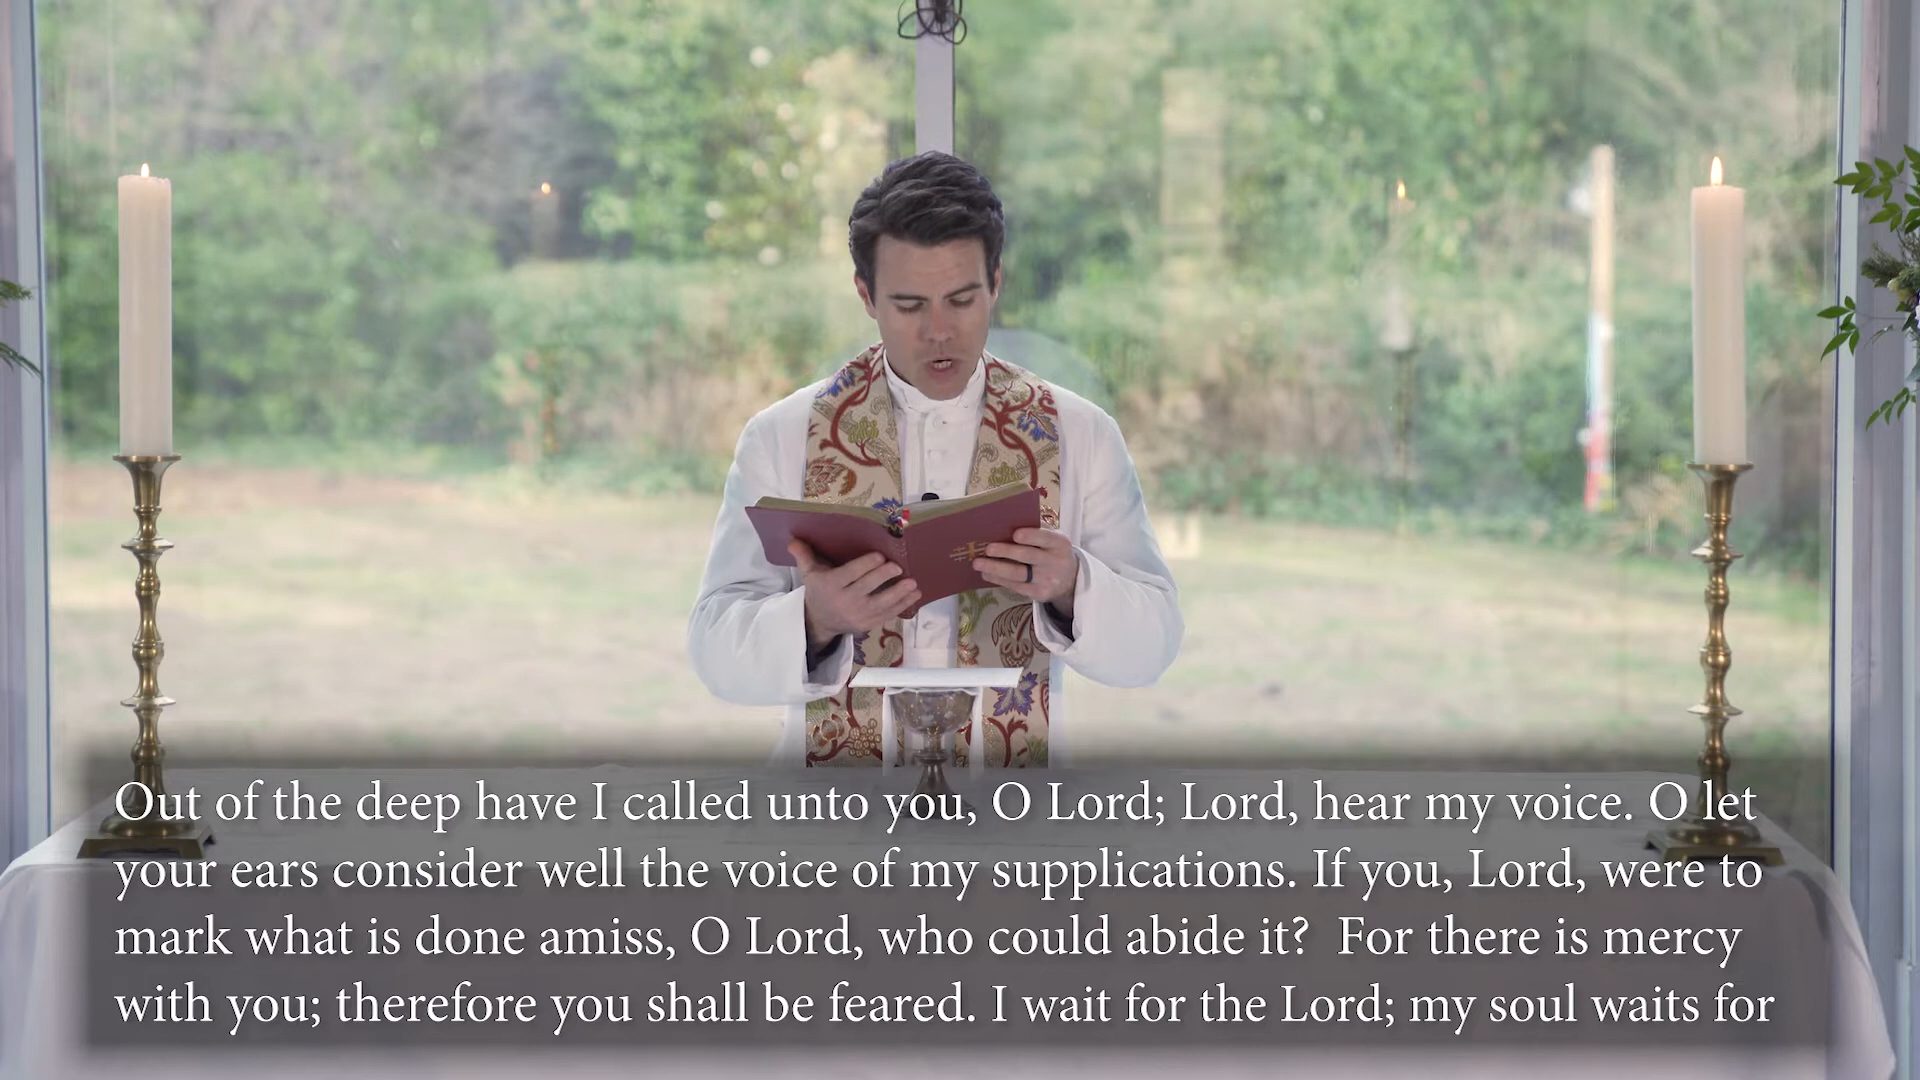 Out of the deep have I called unto you, O Lord; Lord, hear my voice. O let
your ears consider well the voice of my supplications. If you, Lord, were to
mark what is done amiss, O Lord, who could abide it?  For there is mercy
with you; therefore you shall be feared. I wait for the Lord; my soul waits for